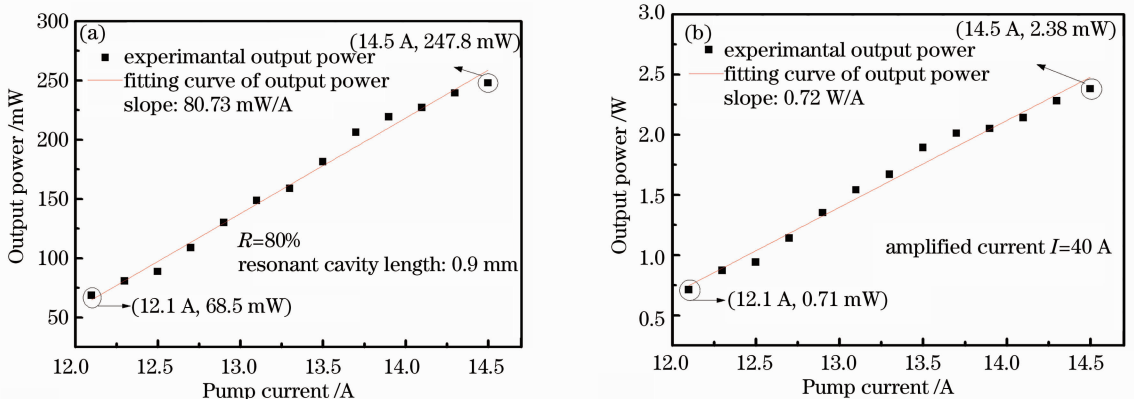 (a)
(14.5 A, 247.8 mW)
experimantal output power
fitting curve of output power
slope: 80.73 mW/A
R=80%
resonant cavity length: 0.9 mm
(12.1 A, 68.5 mW)
Output power /mW
300
250
200
150
100
50
12.0 12.5 13.0 13.5 14.0 14.5
Pump current /A
(b)
(14.5 A, 2.38 mW)
experimantal output power
fitting curve of output power
slope: 0.72 W/A
amplified current I=40 A
(12.1 A, 0.71 mW)
Output power /W
3.0
2.5
2.0
1.5
1.0
0.5
12.0 12.5 13.0 13.5 14.0 14.5
Pump current /A